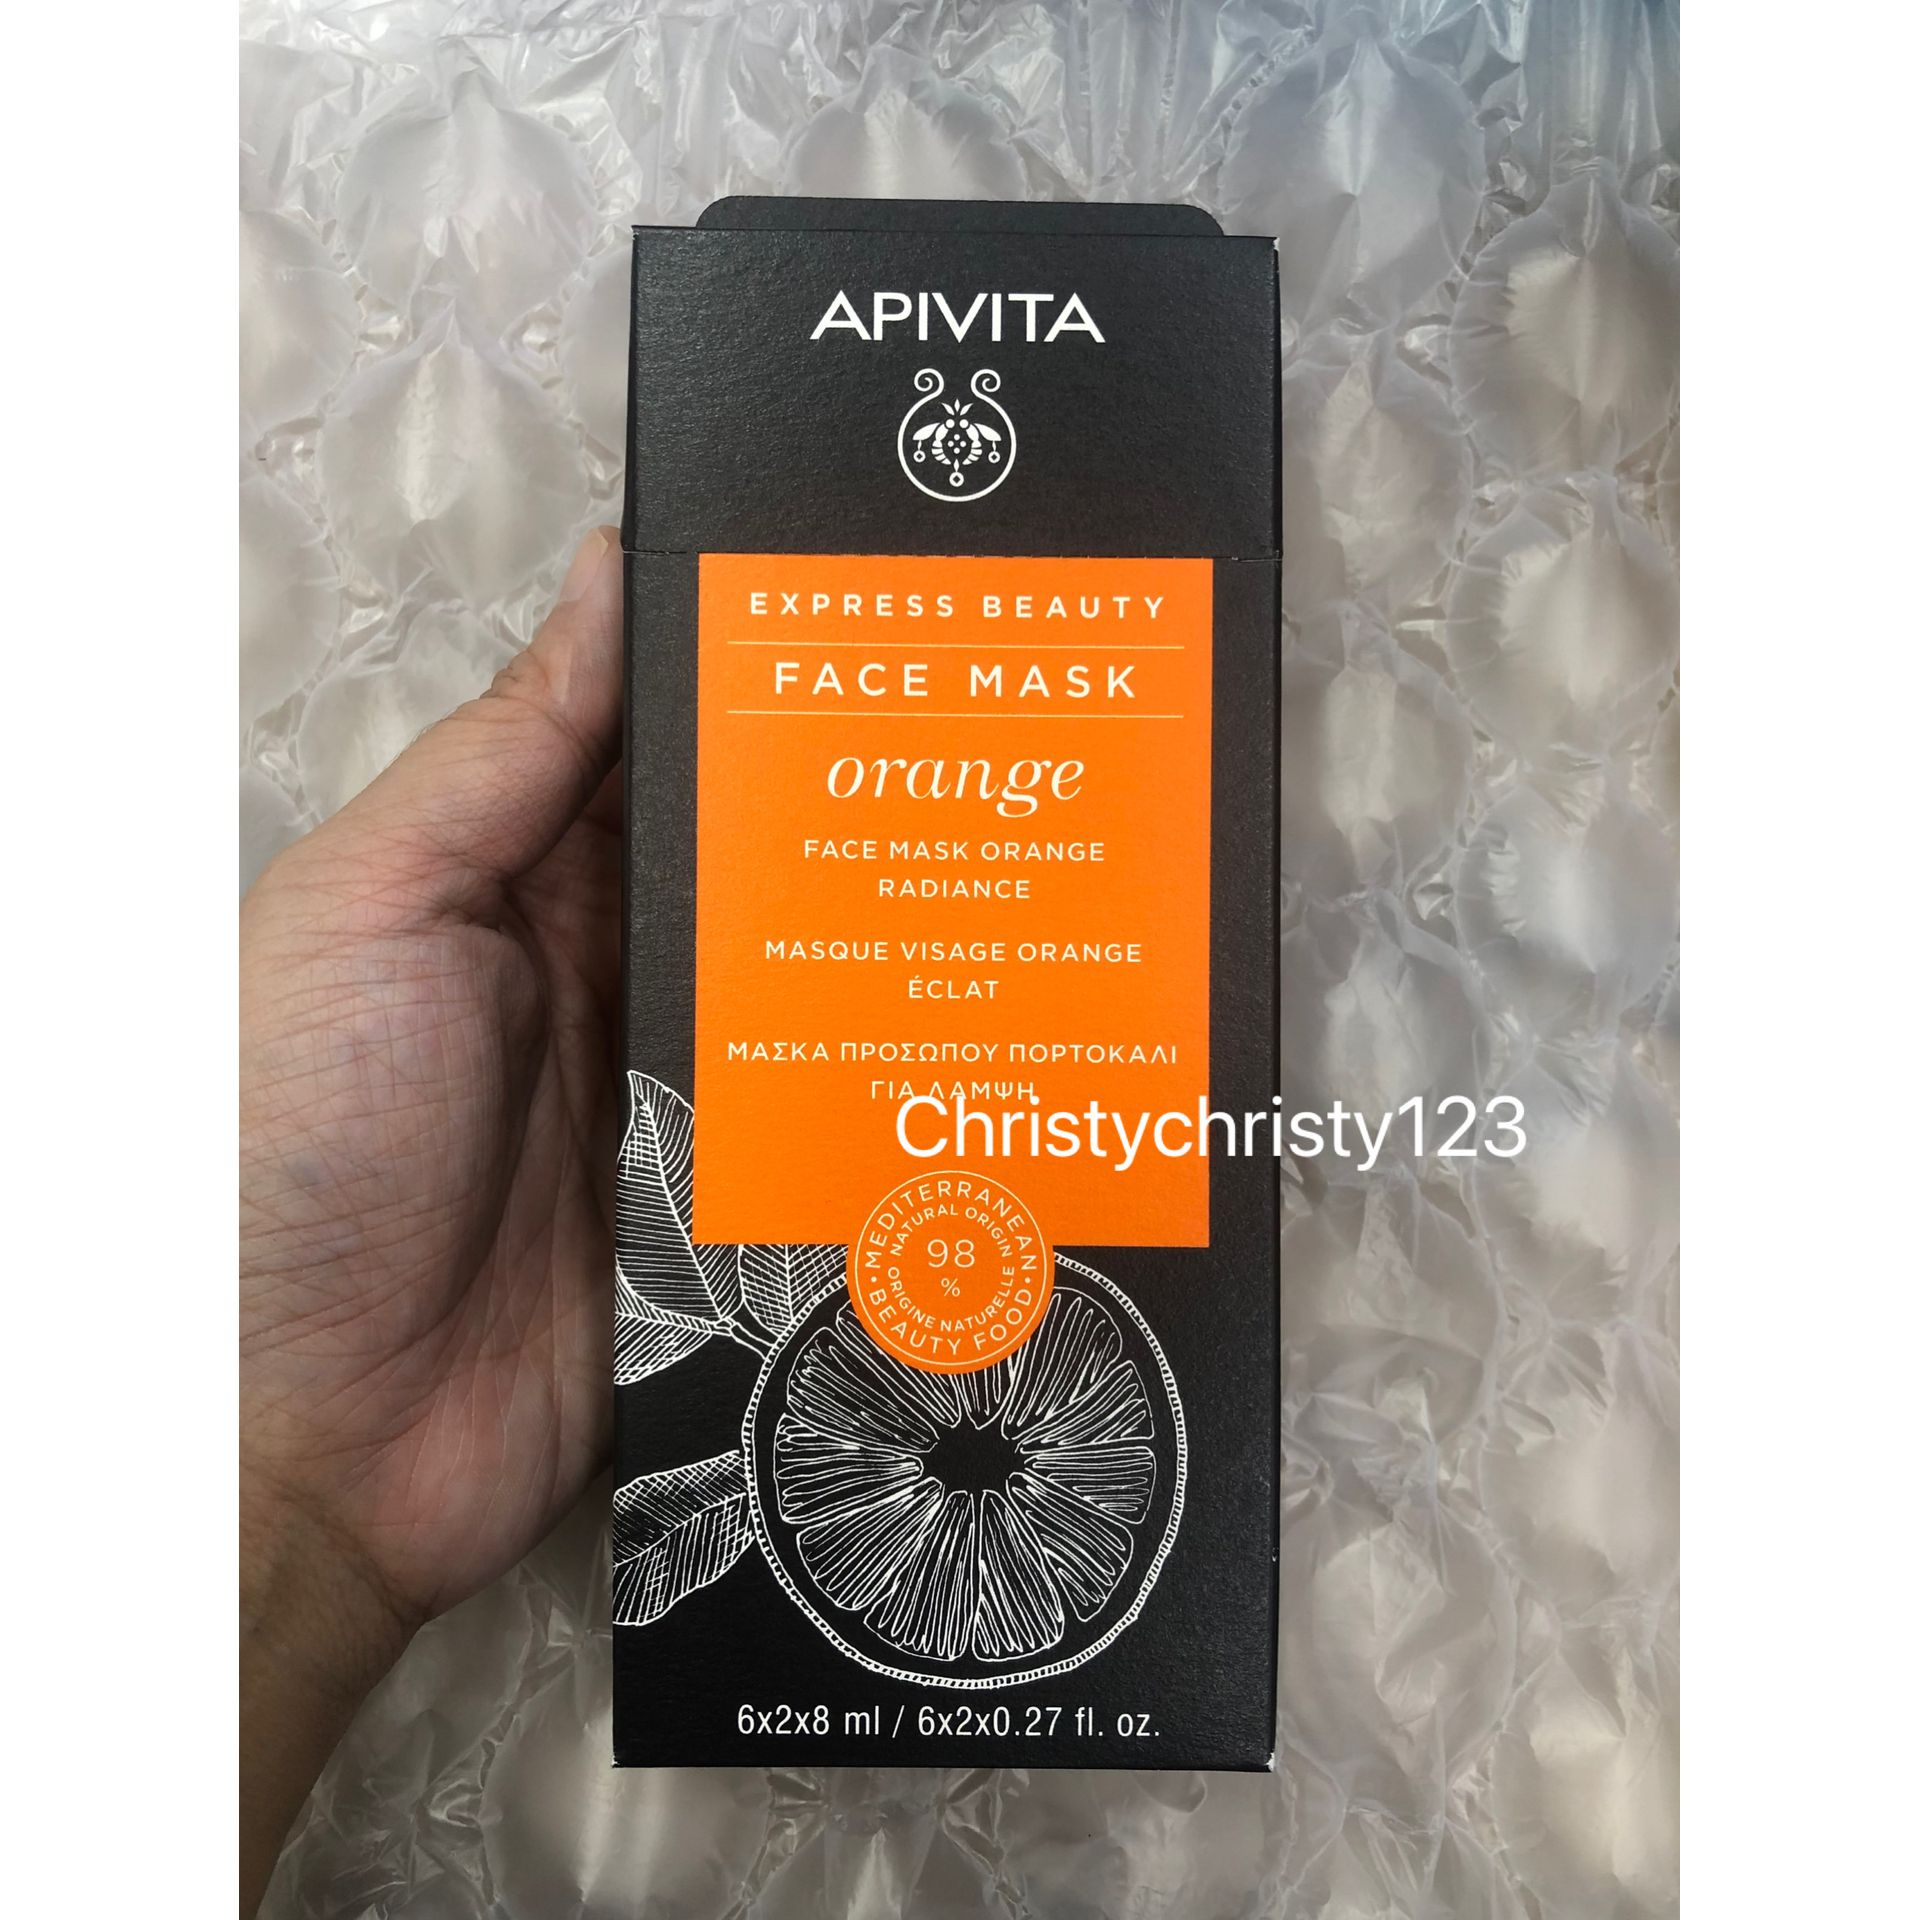 APIVITA
EXPRESS BEAUTY
FACE MASK
orange
FACE MASK ORANGE
RADIANCE
MASQUE VISAGE ORANGE
ÉCLAT
ΜΑΣΚΑ ΠΡΟΣΩΠΟΥ ΠΟΡΤΟΚΑΛΙ
ΓΙΑ ΛΑΜΨΗ
Christychristy123
MEDITERRANEAN
NATURAL ORIGIN
98
%
ORIGINE NATURELLE
BEAUTY FOOD
6x2x8 ml / 6x2x0.27 fl. oz.